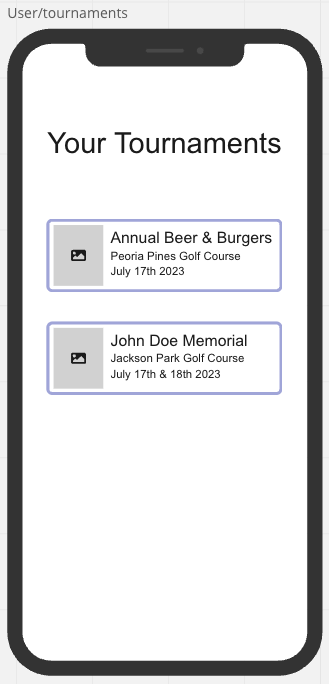 User/tournaments
Your Tournaments
Annual Beer & Burgers
Peoria Pines Golf Course
July 17th 2023
John Doe Memorial
Jackson Park Golf Course
July 17th & 18th 2023